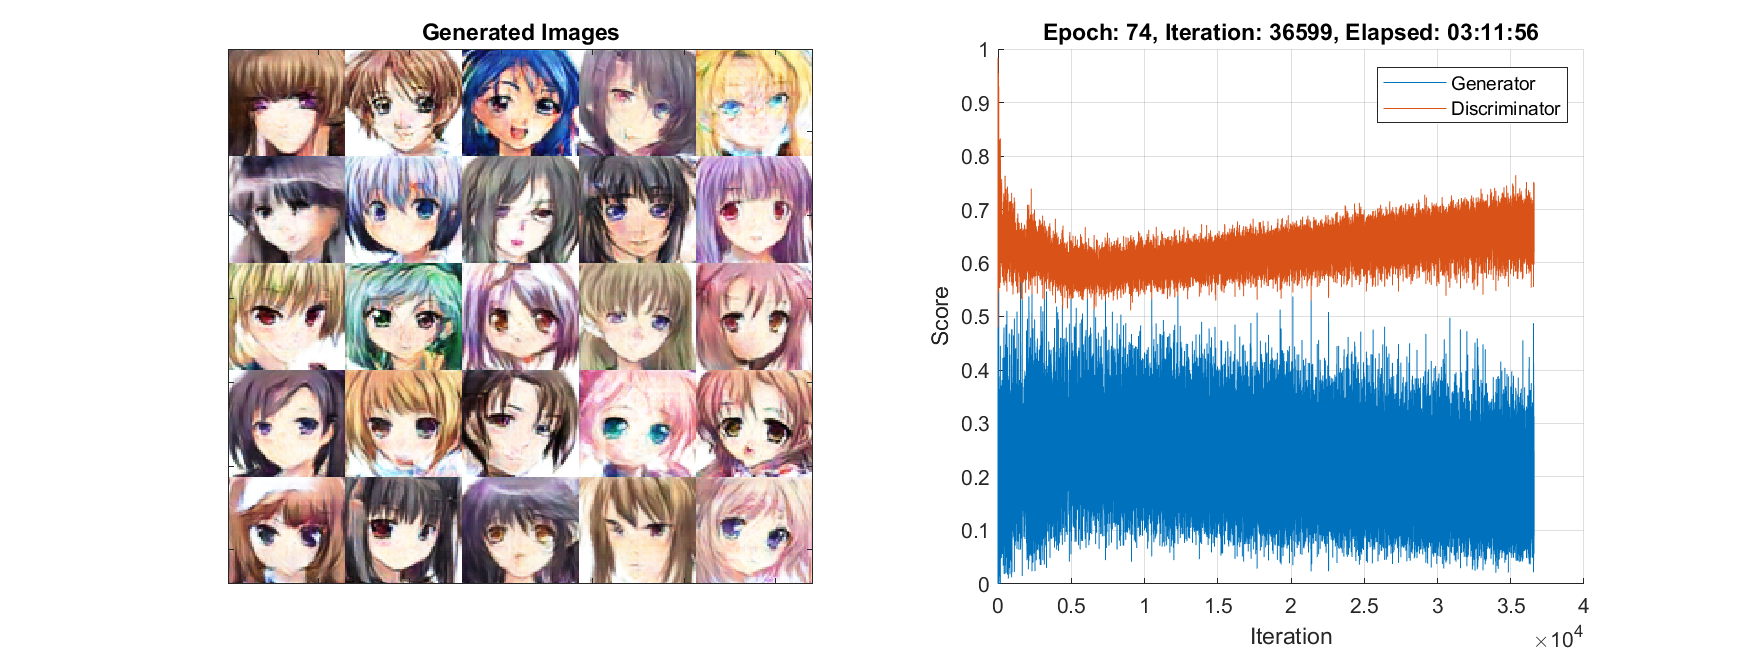 Generated Images
Epoch: 74, Iteration: 36599, Elapsed: 03:11:56
Generator
Discriminator
1
0.9
0.8
0.7
0.6
0.5
0.4
0.3
0.2
0.1
0
Score
0 0.5 1 1.5 2 2.5 3 3.5 4
Iteration
×10⁴